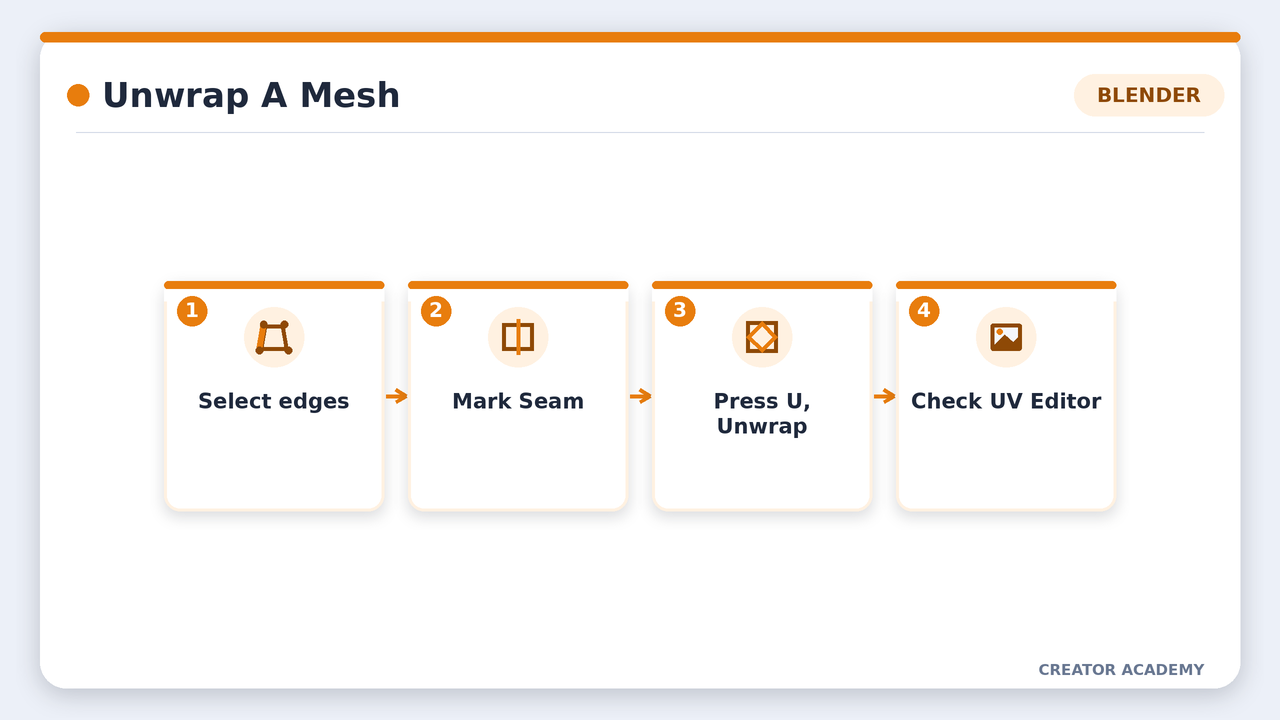 Unwrap A Mesh
BLENDER
1
Select edges
2
Mark Seam
3
Press U,
Unwrap
4
Check UV Editor
CREATOR ACADEMY